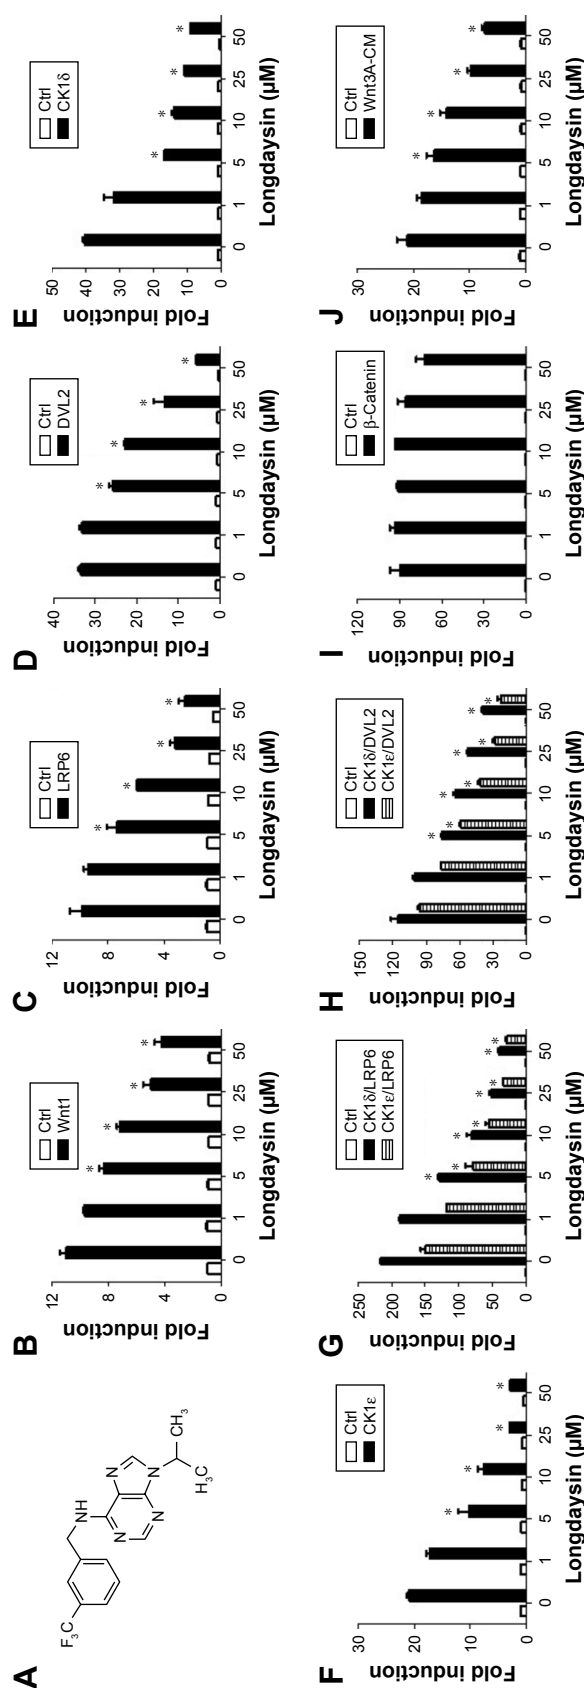 A
F₃C
NH
N
N
N
N
CH₃
H₃C
B
Fold induction
12
8
4
0
Ctrl
Wnt1
* * * *
0 1 5 10 25 50
Longdaysin (µM)
C
Fold induction
12
8
4
0
Ctrl
LRP6
* * * *
0 1 5 10 25 50
Longdaysin (µM)
D
Fold induction
40
30
20
10
0
Ctrl
DVL2
* * * *
0 1 5 10 25 50
Longdaysin (µM)
E
Fold induction
50
40
30
20
10
0
Ctrl
CK1δ
* * * *
0 1 5 10 25 50
Longdaysin (µM)
F
Fold induction
30
20
10
0
Ctrl
CK1ε
* * * *
0 1 5 10 25 50
Longdaysin (µM)
G
Fold induction
250
200
150
100
50
0
Ctrl
CK1δ/LRP6
CK1ε/LRP6
* * * * * * * *
0 1 5 10 25 50
Longdaysin (µM)
H
Fold induction
150
120
90
60
30
0
Ctrl
CK1δ/DVL2
CK1ε/DVL2
* * * * * * * *
0 1 5 10 25 50
Longdaysin (µM)
I
Fold induction
120
90
60
30
0
Ctrl
β-Catenin
0 1 5 10 25 50
Longdaysin (µM)
J
Fold induction
30
20
10
0
Ctrl
Wnt3A-CM
* * * *
0 1 5 10 25 50
Longdaysin (µM)